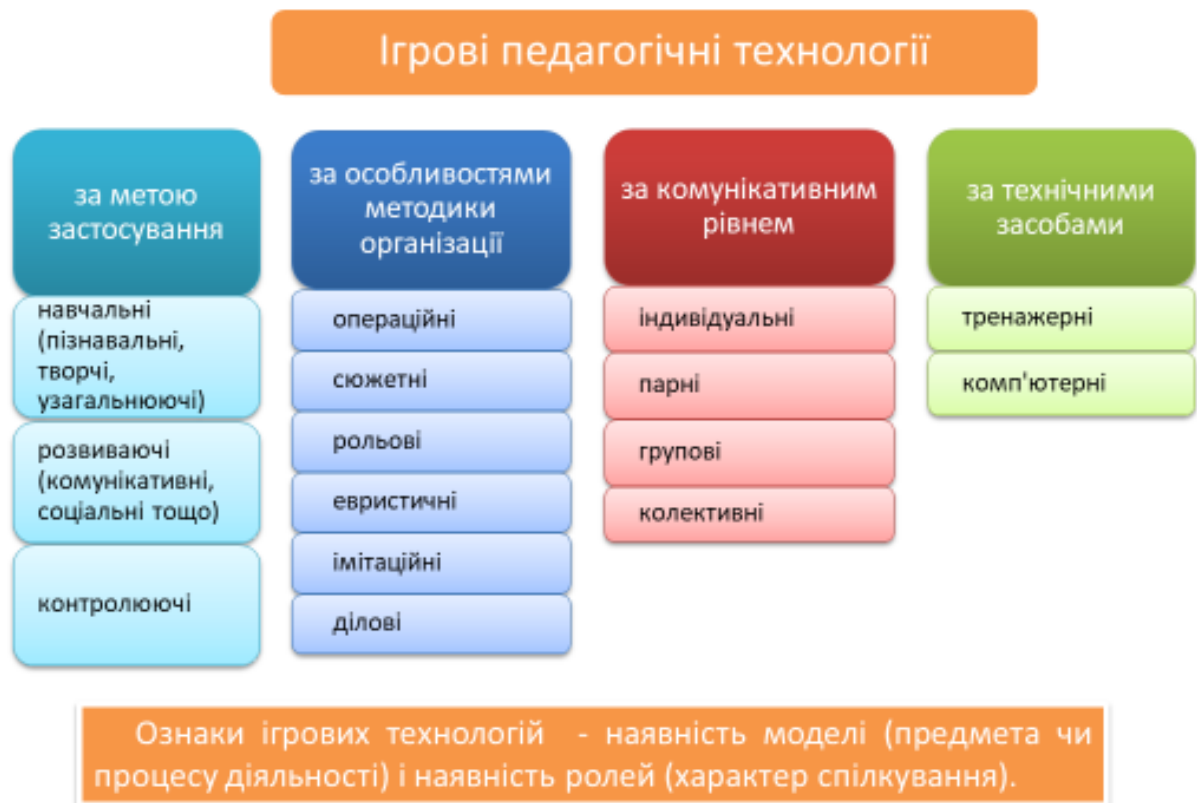 Ігрові педагогічні технології
за метою
застосування
навчальні
(пізнавальні,
творчі,
узагальнюючі)
розвиваючі
(комунікативні,
соціальні тощо)
контролюючі
за особливостями
методики
організації
операційні
сюжетні
рольові
евристичні
імітаційні
ділові
за комунікативним
рівнем
індивідуальні
парні
групові
колективні
за технічними
засобами
тренажерні
комп'ютерні
Ознаки ігрових технологій - наявність моделі (предмета чи
процесу діяльності) і наявність ролей (характер спілкування).